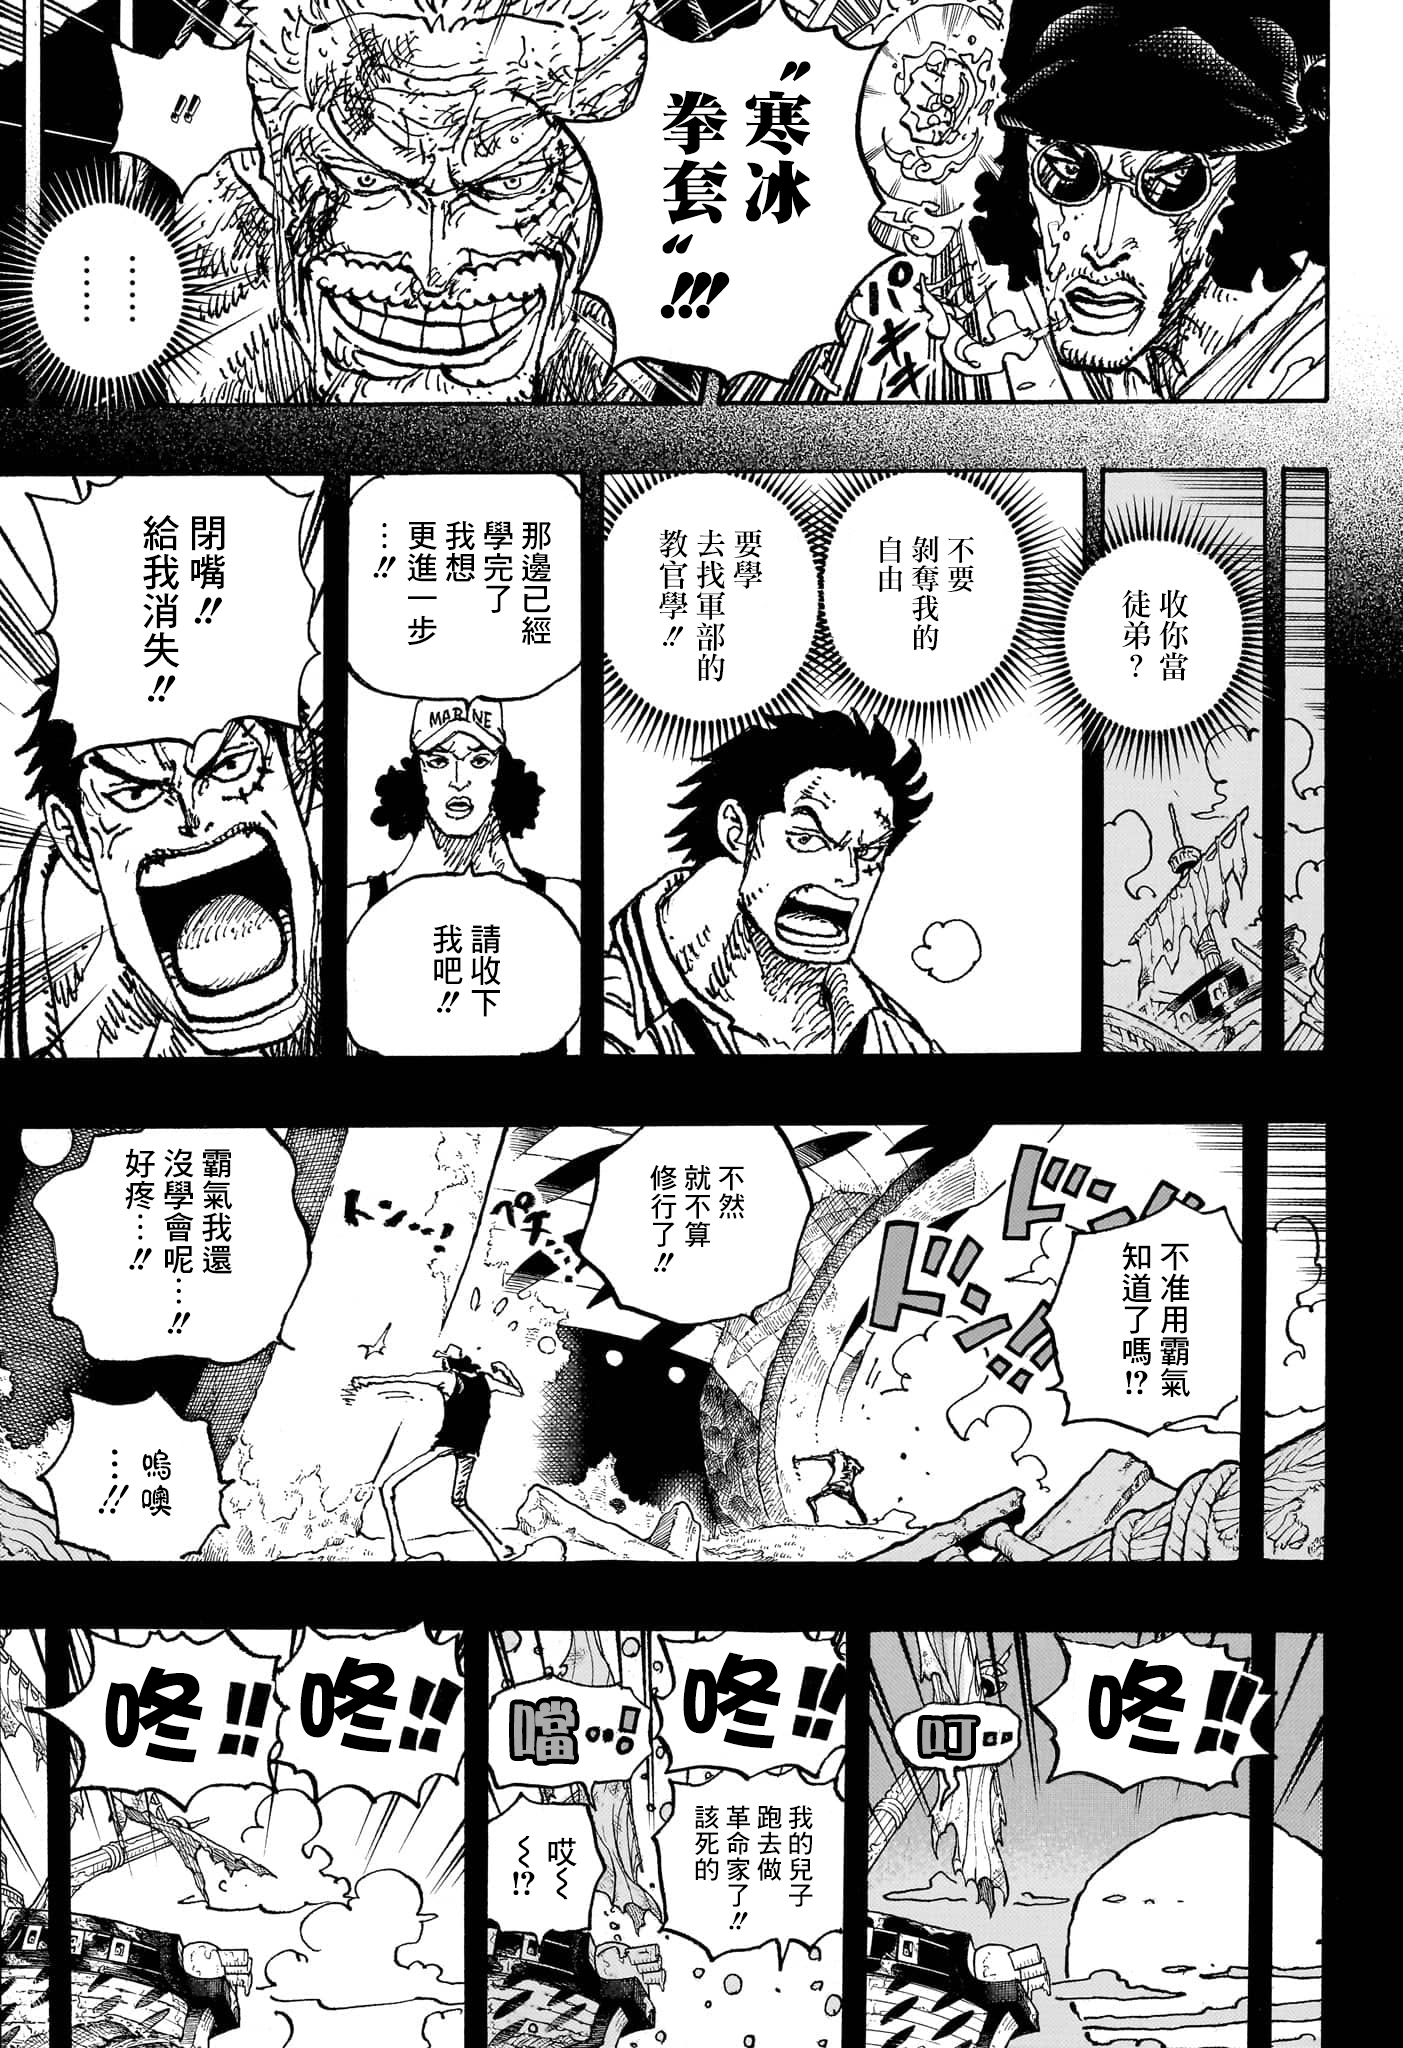 〝寒冰
拳套〟!!!
パキキ
!!
⋯⋯
⋯⋯
收你當
徒弟?
不要
剝奪我的
自由
要學
去找軍部的
教官學!!
那邊已經
學完了
我想
更進一步
⋯!!
MARINE
請收下
我吧!!
閉嘴!!
給我消失!!
不准用霸氣
知道了嗎!?
ドン!!
ドン!!
不然
就不算
修行了!!
ペチ⋯
トン⋯!
霸氣我還
沒學會呢⋯!!
好疼⋯!!
嗚噢
⋯!!
咚!!
叮⋯
咚!!
我的兒子
跑去做
革命家了!!
該死的
噹⋯!
哎~
~!?
咚!!
咚!!